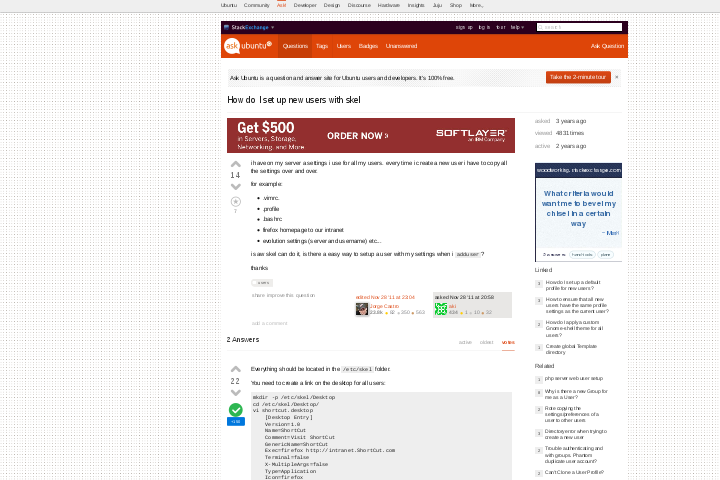 Ubuntu Community Ask! Developer Design Discourse Hardware Insights Juju Shop More...
StackExchange sign up log in tour help
ask ubuntu Questions Tags Users Badges Unanswered Ask Question
Ask Ubuntu is a question and answer site for Ubuntu users and developers. It's 100% free.
Take the 2-minute tour ×
How do I set up new users with skel
asked 3 years ago
viewed 4831 times
active 2 years ago
Get $500
in Servers, Storage,
Networking, and More
ORDER NOW
SOFTLAYER
an IBM Company
14
i have on my server a settings i use for all my users. every time i create a new user i have to copy all
the settings over and over.
for example:
.vimrc.
.profile
.bashrc
firefox homepage to our intranet
evolution settings (server and username) etc...
i saw skel can do it, is there a easy way to setup a user with my settings when i adduser ?
thanks
users
share improve this question
edited Nov 28 '11 at 23:04
Jorge Castro
asked Nov 28 '11 at 20:58
add a comment
woodworking.stackexchange.com
What criteria would
want me to bevel my
chisel in a certain
way
~ Matt
Linked
How do I set up a default
profile for new users?
How to ensure that all new
users have the same profile
settings as the current user?
How do I apply a custom
Gnome-shell theme for all
users?
Create global Template
directory
Related
php server web user setup
Why is there a new Group for
me as a User?
Role copying the
settings/preferences of a
user to other users
Directory error when trying to
create a new user
Trouble authenticating and
with groups. Phantom
duplicate user account?
Can't Clone a User Profile?
2 Answers
active oldest votes
22
Everything should be located in the /etc/skel folder.
You need to create a link on the desktop for all users:
mkdir -p /etc/skel/Desktop
cd /etc/skel/Desktop/
vi shortcut.desktop
[Desktop Entry]
Version=1.0
Name=ShortCut
Comment=Visit ShortCut
GenericName=ShortCut
Exec=firefox http://intranet.ShortCut.com
Terminal=false
X-MultipleArgs=false
Type=Application
Icon=firefox